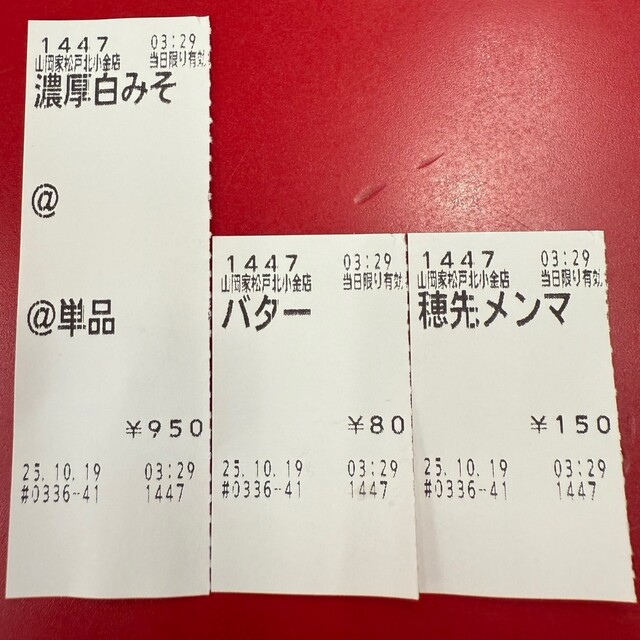 1447 03:29
山岡家松戸北小金店 当日限り有効
濃厚白みそ
@
@単品
¥950
25.10.19 03:29
#0336-41 1447
1447 03:29
山岡家松戸北小金店 当日限り有効
バター
¥80
25.10.19 03:29
#0336-41 1447
1447 03:29
山岡家松戸北小金店 当日限り有効
穂先メンマ
¥150
25.10.19 03:29
#0336-41 1447